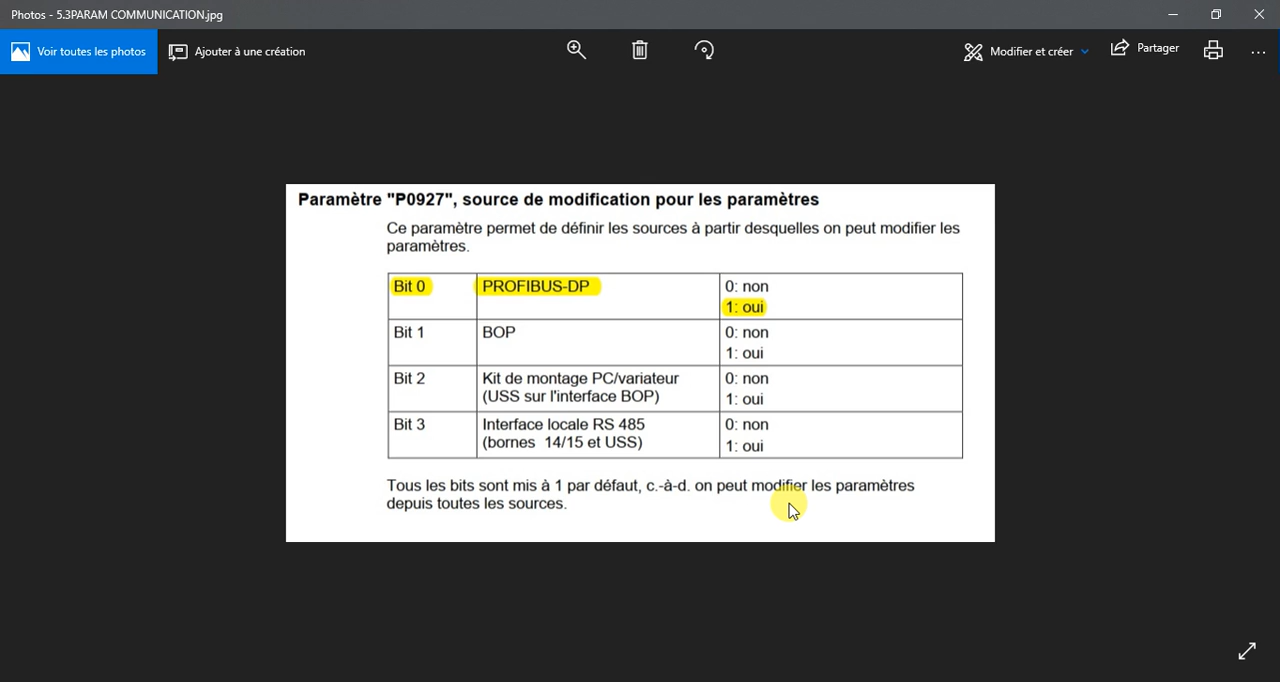 Photos - 5.3PARAM COMMUNICATION.jpg
Voir toutes les photos
Ajouter à une création
Modifier et créer
Partager
Paramètre "P0927", source de modification pour les paramètres
Ce paramètre permet de définir les sources à partir desquelles on peut modifier les
paramètres.
Bit 0 PROFIBUS-DP 0: non
1: oui
Bit 1 BOP 0: non
1: oui
Bit 2 Kit de montage PC/variateur 0: non
(USS sur l'interface BOP) 1: oui
Bit 3 Interface locale RS 485 0: non
(bornes 14/15 et USS) 1: oui
Tous les bits sont mis à 1 par défaut, c.-à-d. on peut modifier les paramètres
depuis toutes les sources.